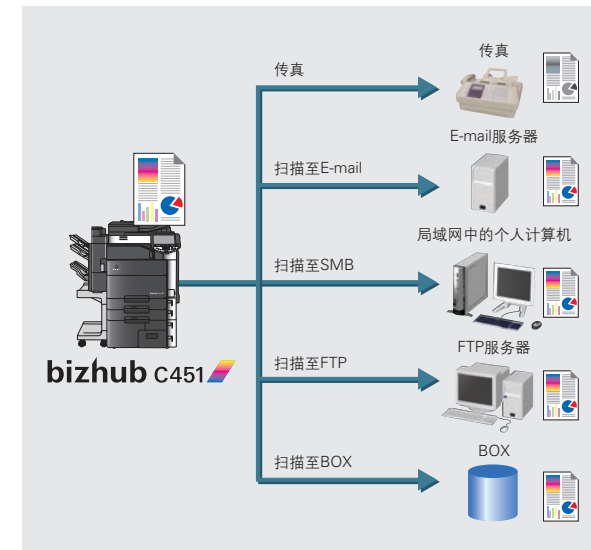 传真
传真
E-mail服务器
扫描至E-mail
局域网中的个人计算机
扫描至SMB
FTP服务器
扫描至FTP
bizhub C451
BOX
扫描至BOX